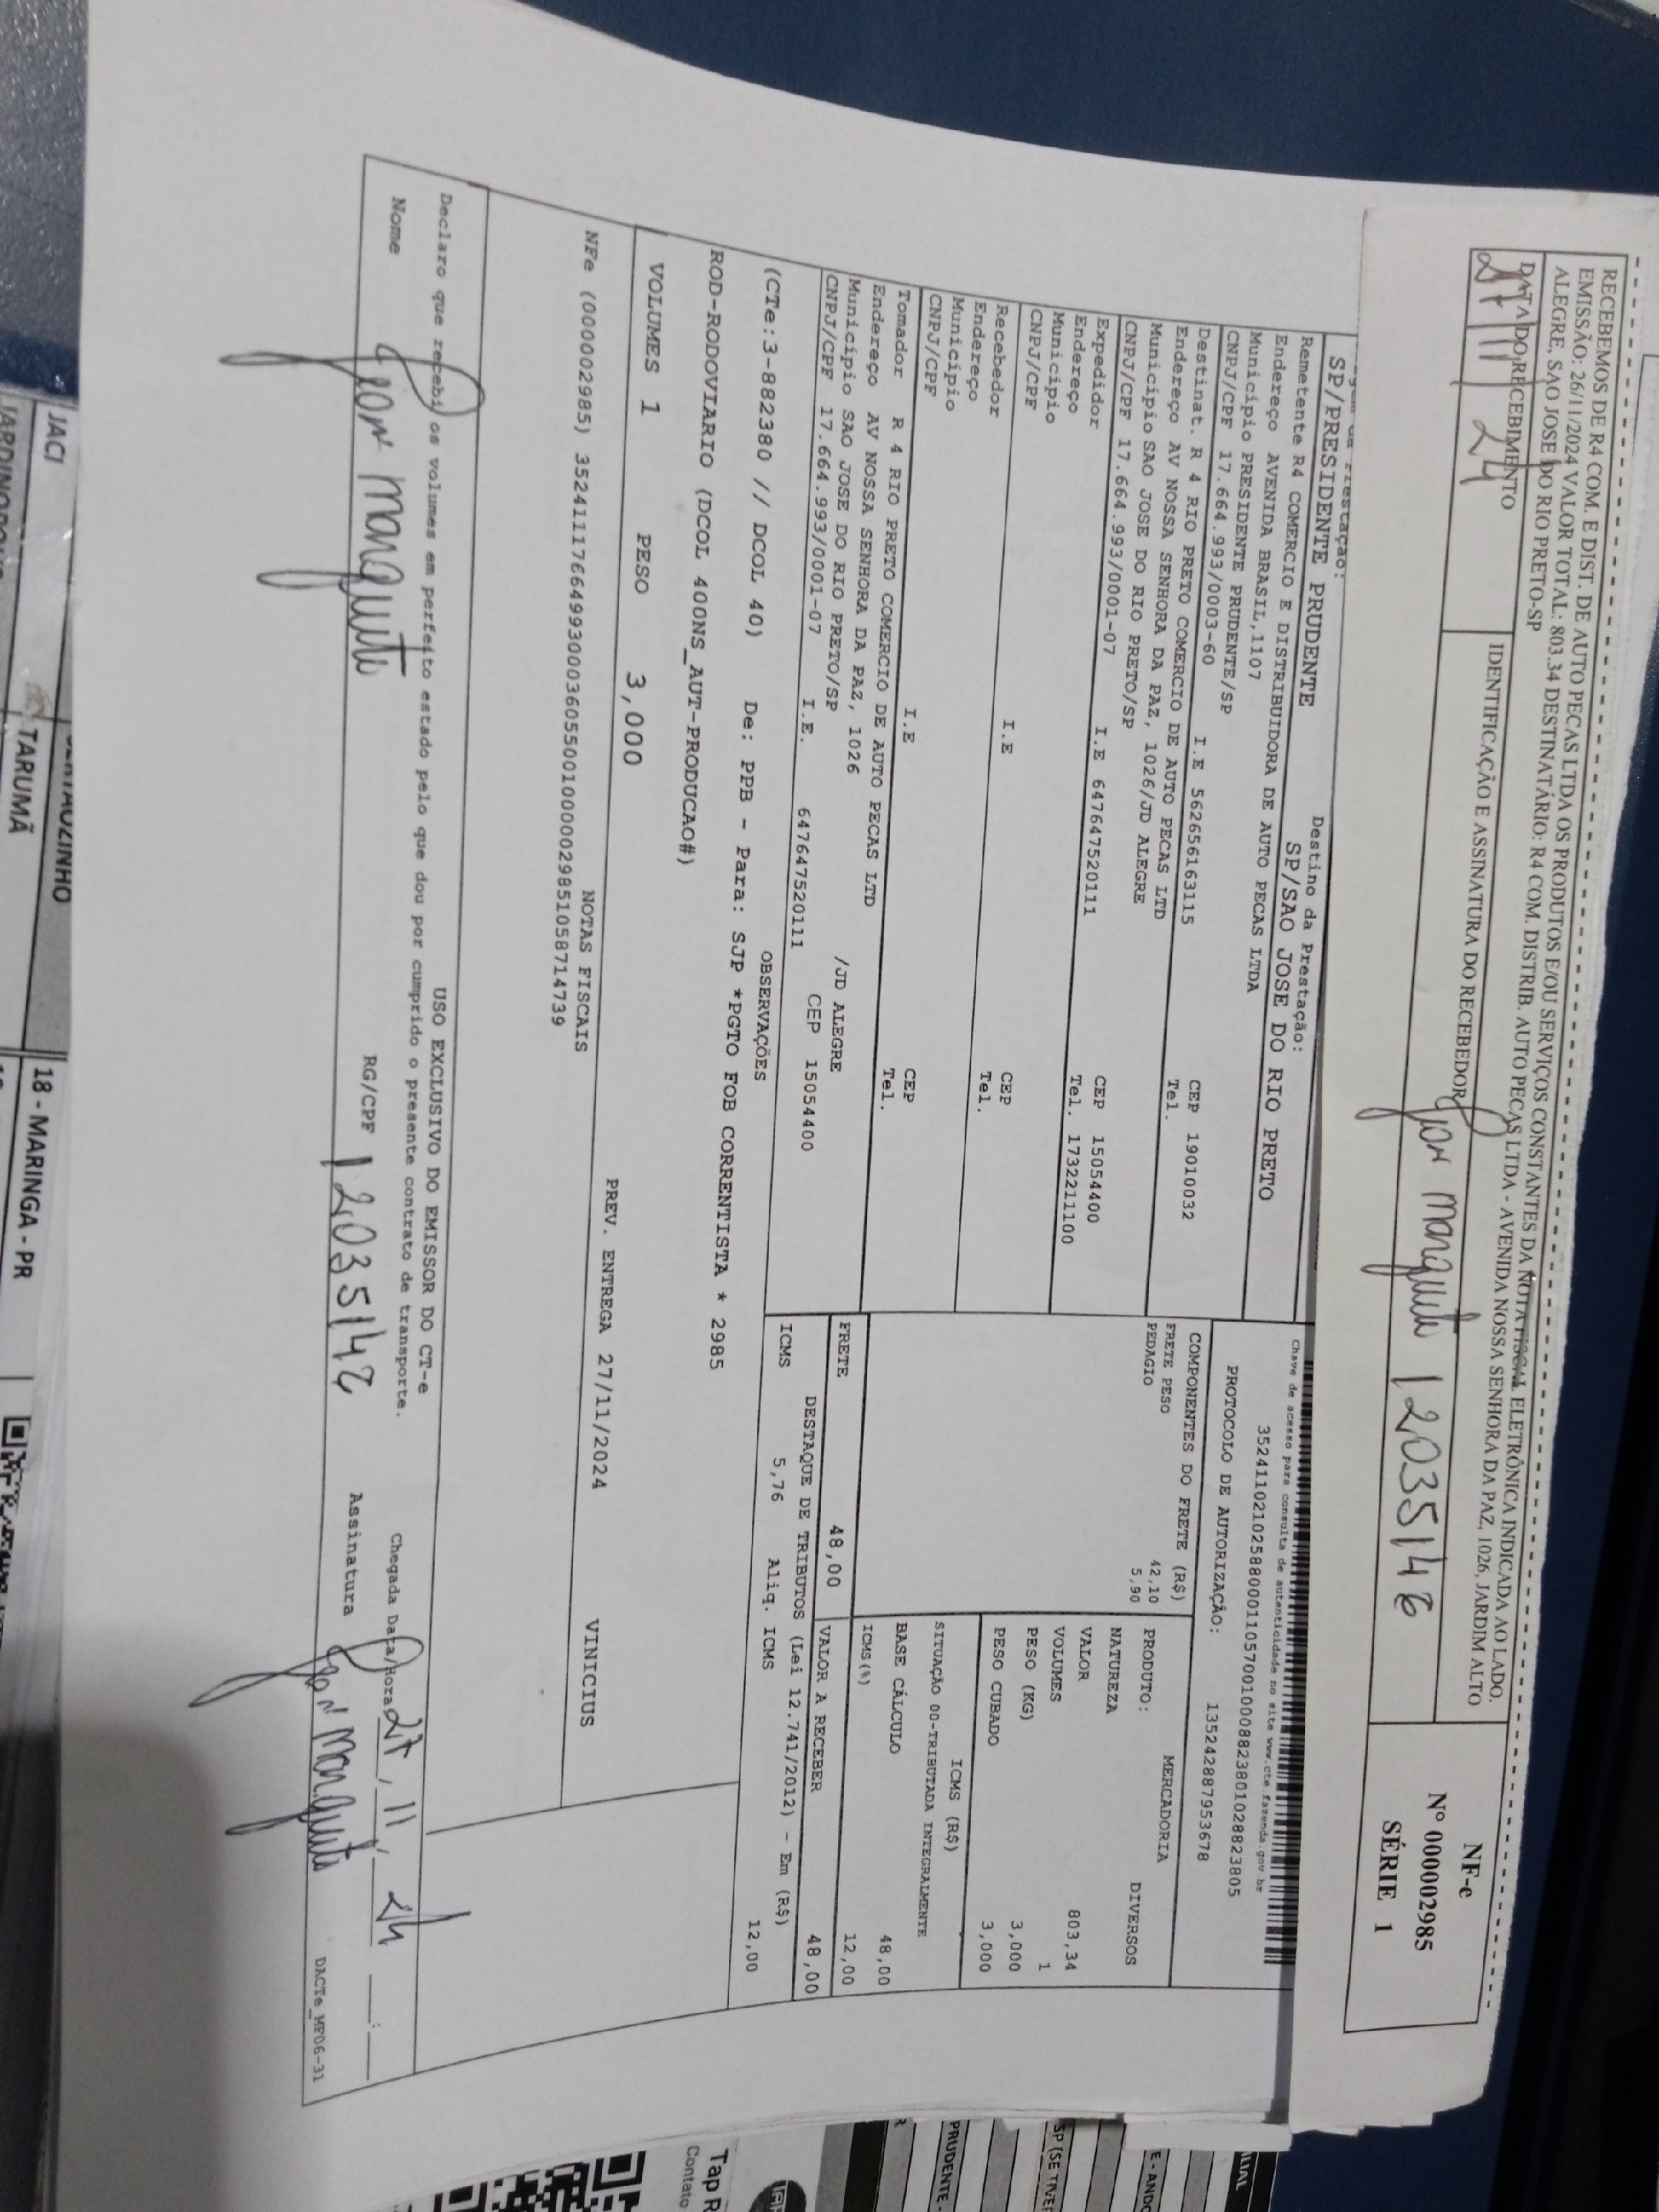 RECEBEMOS DE R4 COM. E DIST. DE AUTO PECAS LTDA OS PRODUTOS E/OU SERVIÇOS CONSTANTES DA NOTA FISCAL ELETRÔNICA INDICADA AO LADO.
EMISSÃO: 26/11/2024 VALOR TOTAL: 803.34 DESTINATÁRIO: R4 COM. DISTRIB. AUTO PECAS LTDA - AVENIDA NOSSA SENHORA DA PAZ, 1026, JARDIM ALTO
ALEGRE, SAO JOSE DO RIO PRETO-SP
DATA DO RECEBIMENTO
IDENTIFICAÇÃO E ASSINATURA DO RECEBEDOR
27 11 24
NF-e
Nº 000002985
SÉRIE 1
Prestação:
SP/PRESIDENTE PRUDENTE
Destino da Prestação:
SP/SAO JOSE DO RIO PRETO
Remetente R4 COMERCIO E DISTRIBUIDORA DE AUTO PECAS LTDA
Endereço AVENIDA BRASIL,1107
Município PRESIDENTE PRUDENTE/SP CEP 19010032
CNPJ/CPF 17.664.993/0003-60 I.E 562656163115 Tel.
Destinat. R 4 RIO PRETO COMERCIO DE AUTO PECAS LTD
Endereço AV NOSSA SENHORA DA PAZ, 1026/JD ALEGRE
Município SAO JOSE DO RIO PRETO/SP CEP 15054400
CNPJ/CPF 17.664.993/0001-07 I.E 647647520111 Tel. 1732211100
Expedidor
Endereço
Município CEP
CNPJ/CPF I.E Tel.
Recebedor
Endereço
Município CEP
CNPJ/CPF I.E Tel.
Tomador R 4 RIO PRETO COMERCIO DE AUTO PECAS LTD
Endereço AV NOSSA SENHORA DA PAZ, 1026 /JD ALEGRE
Município SAO JOSE DO RIO PRETO/SP CEP 15054400
CNPJ/CPF 17.664.993/0001-07 I.E. 647647520111
Chave de acesso para consulta de autenticidade no site www.cte.fazenda.gov.br
35241102102588000110570010008823801028823805
PROTOCOLO DE AUTORIZAÇÃO: 135242887953678
COMPONENTES DO FRETE (R$)
FRETE PESO 42,10
PEDAGIO 5,90
FRETE 48,00
MERCADORIA
PRODUTO: DIVERSOS
NATUREZA
VALOR 803,34
VOLUMES 1
PESO (KG) 3,000
PESO CUBADO 3,000
ICMS (R$)
SITUAÇÃO 00-TRIBUTADA INTEGRALMENTE
BASE CÁLCULO 48,00
ICMS(%) 12,00
VALOR A RECEBER 48,00
DESTAQUE DE TRIBUTOS (Lei 12.741/2012) - Em (R$)
ICMS 5,76 Aliq. ICMS 12,00
OBSERVAÇÕES
(CTe:3-882380 // DCOL 40) De: PPB - Para: SJP *PGTO FOB CORRENTISTA * 2985
ROD-RODOVIARIO (DCOL 400NS_AUT-PRODUCAO#)
VOLUMES 1 PESO 3,000 PREV. ENTREGA 27/11/2024 VINICIUS
NOTAS FISCAIS
NFe (000002985) 35241117664993000360550010000029851058714739
USO EXCLUSIVO DO EMISSOR DO CT-e
Declaro que recebi os volumes em perfeito estado pelo que dou por cumprido o presente contrato de transporte.
Chegada Data/Hora 27/11/24 __:__
Nome
RG/CPF
Assinatura
DACTe_MF06-31
JACI
TARUMÃ
18 - MARINGA - PR
Contato